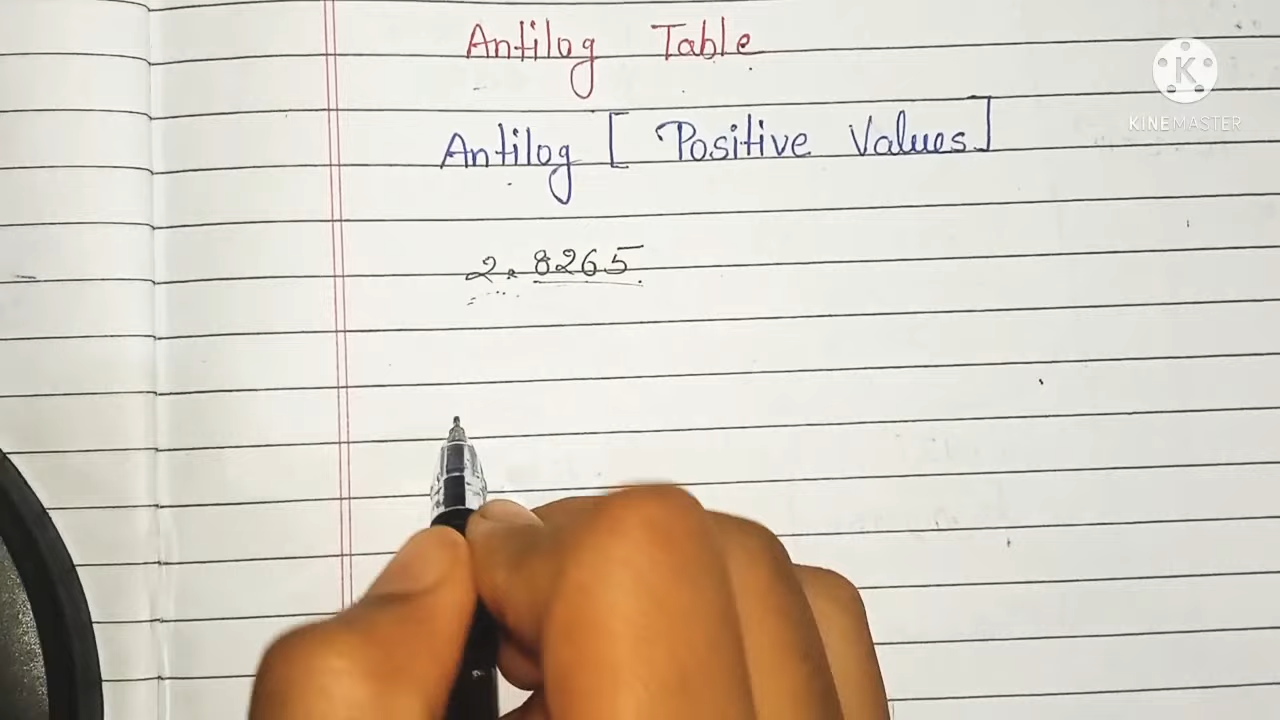 Antilog Table
K
KINEMASTER
Antilog [ Positive Values]
2.8265